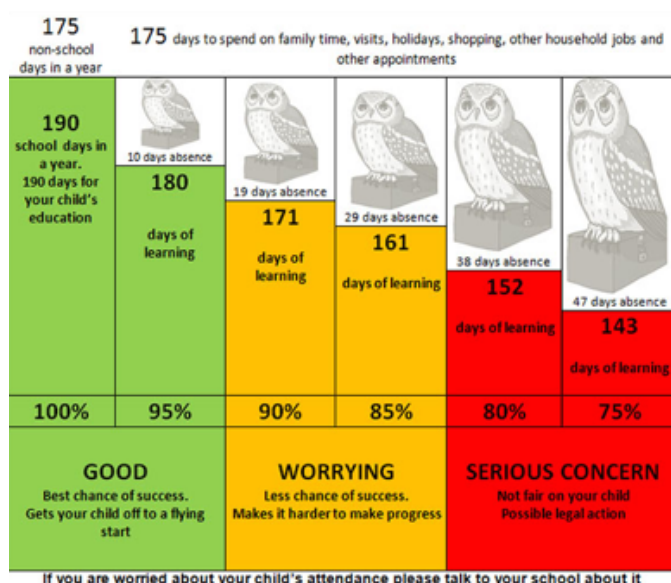 175
non-school
days in a year
175 days to spend on family time, visits, holidays, shopping, other household jobs and
other appointments
190
school days in
a year.
190 days for
your child's
education
10 days absence
180
days of
learning
19 days absence
171
days of
learning
29 days absence
161
days of learning
38 days absence
152
days of learning
47 days absence
143
days of learning
100%
95%
90%
85%
80%
75%
GOOD
Best chance of success.
Gets your child off to a flying
start
WORRYING
Less chance of success.
Makes it harder to make progress
SERIOUS CONCERN
Not fair on your child
Possible legal action
If you are worried about your child's attendance please talk to your school about it